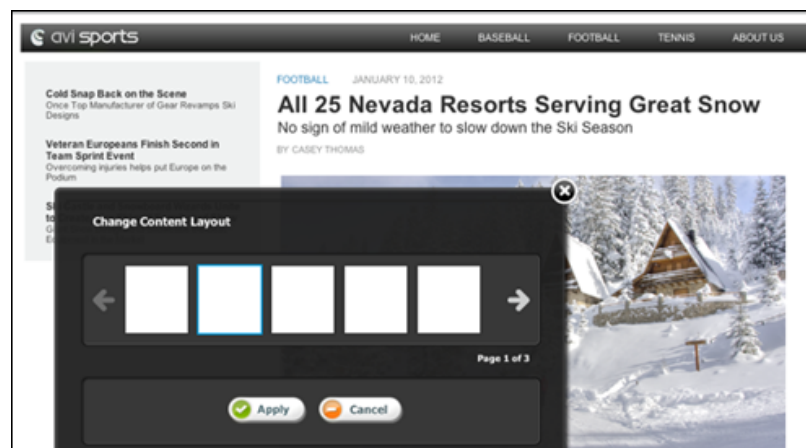 avi sports
HOME BASEBALL FOOTBALL TENNIS ABOUT US
Cold Snap Back on the Scene
Once Top Manufacturer of Gear Revamps Ski
Designs
Veteran Europeans Finish Second in
Team Sprint Event
Overcoming injuries helps put Europe on the
Podium
FOOTBALL JANUARY 10, 2012
All 25 Nevada Resorts Serving Great Snow
No sign of mild weather to slow down the Ski Season
BY CASEY THOMAS
Change Content Layout
Page 1 of 3
Apply Cancel